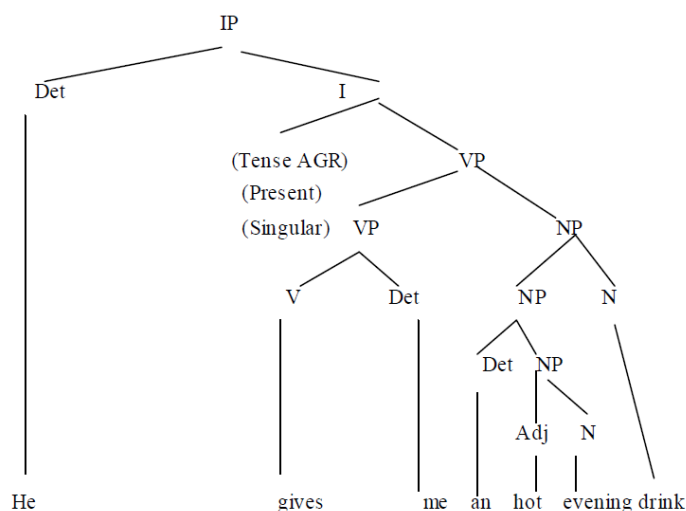 IP
Det I
(Tense AGR) VP
(Present)
(Singular) VP NP
V Det NP N
Det NP
Adj N
He gives me an hot evening drink